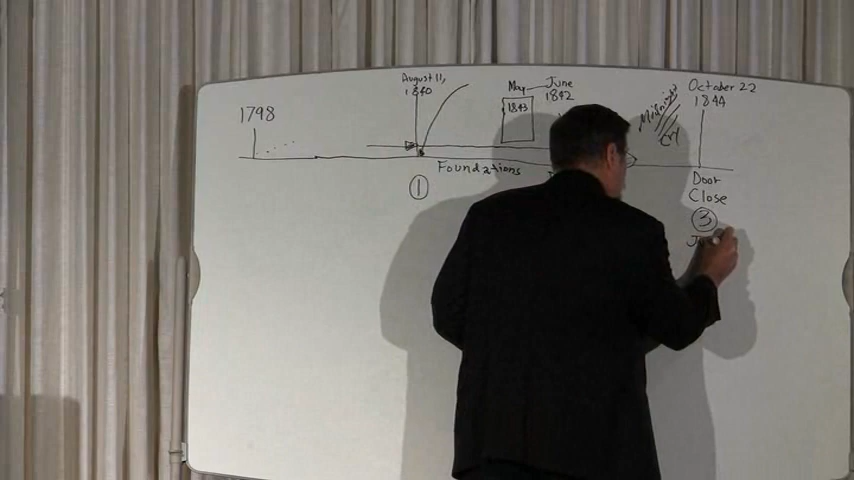 1798
August 11,
1840
May — June
1842
1843
Midnight
Cry
October 22
1844
Foundations
1
Door
Close
3